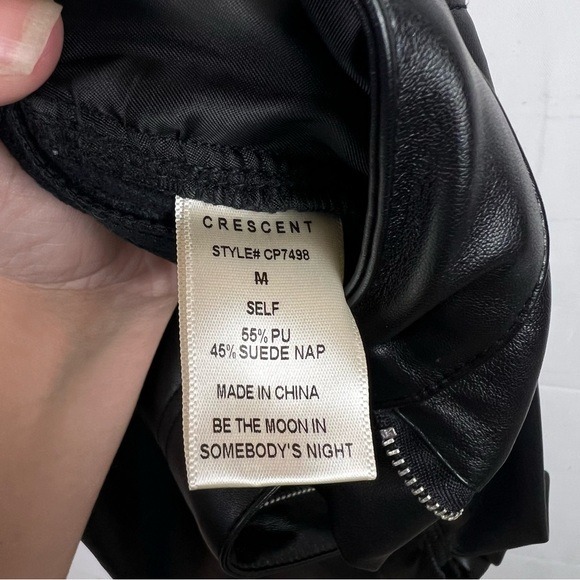 CRESCENT
STYLE# CP7498
M
SELF
55% PU
45% SUEDE NAP
MADE IN CHINA
BE THE MOON IN
SOMEBODY'S NIGHT